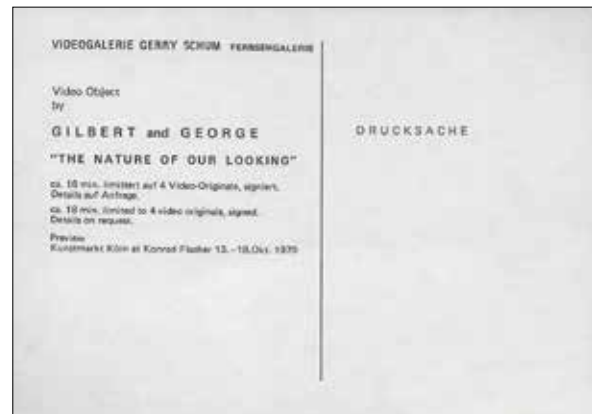 VIDEOGALERIE GERRY SCHUM FERNSEHGALERIE
Video Object
by
GILBERT and GEORGE
"THE NATURE OF OUR LOOKING"
ca. 18 min. limitiert auf 4 Video-Originale, signiert.
Details auf Anfrage.
ca. 18 min. limited to 4 video originals, signed.
Details on request.
Preview
Kunstmarkt Köln at Konrad Fischer 13.-18.Okt. 1970
DRUCKSACHE